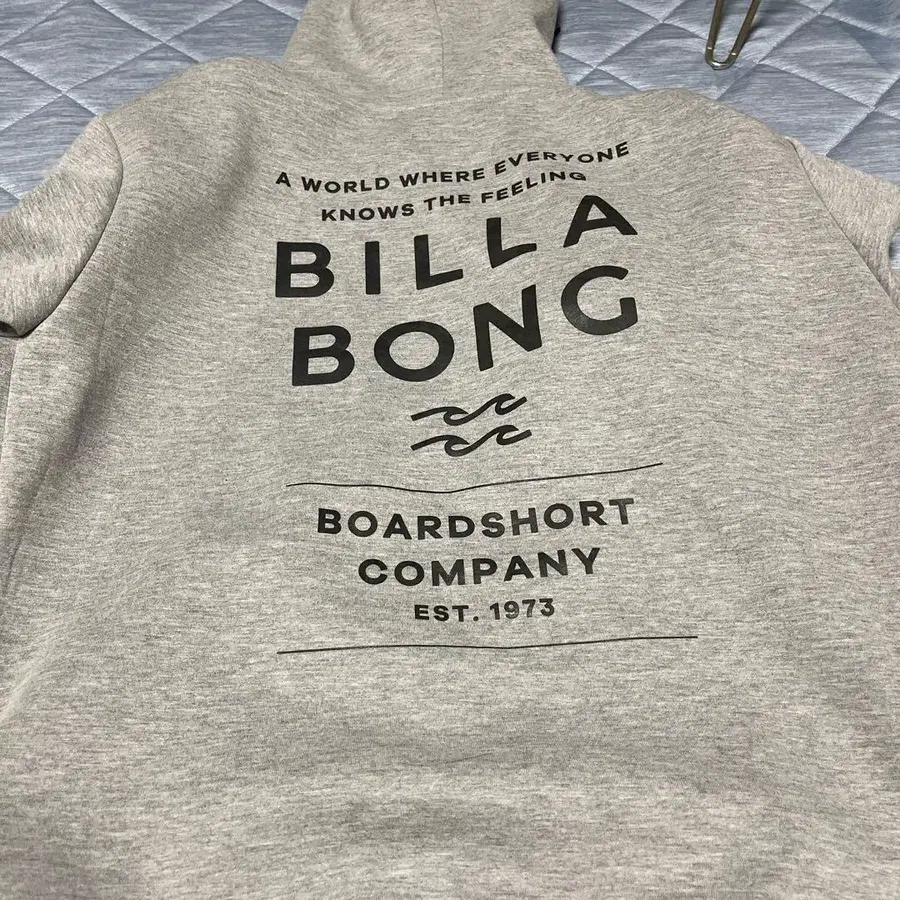 A WORLD WHERE EVERYONE
KNOWS THE FEELING
BILLA
BONG
BOARDSHORT
COMPANY
EST. 1973